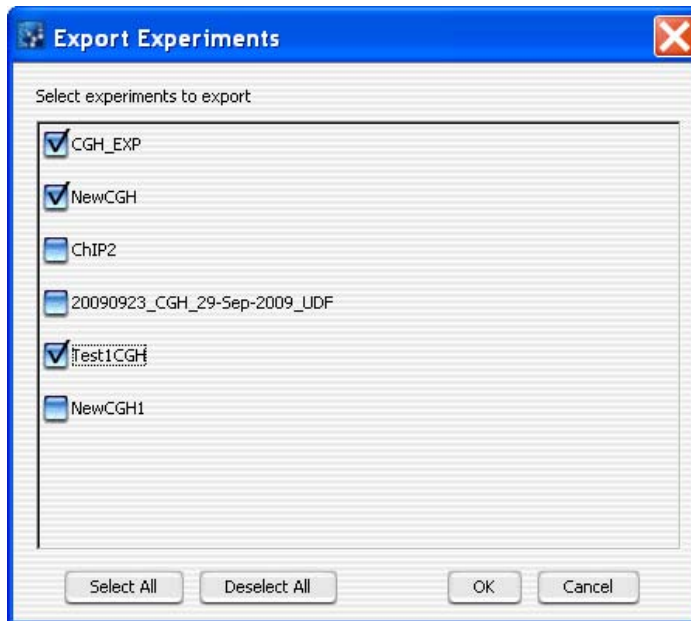 Export Experiments
Select experiments to export
CGH_EXP
NewCGH
ChIP2
20090923_CGH_29-Sep-2009_UDF
Test1CGH
NewCGH1
Select All Deselect All OK Cancel